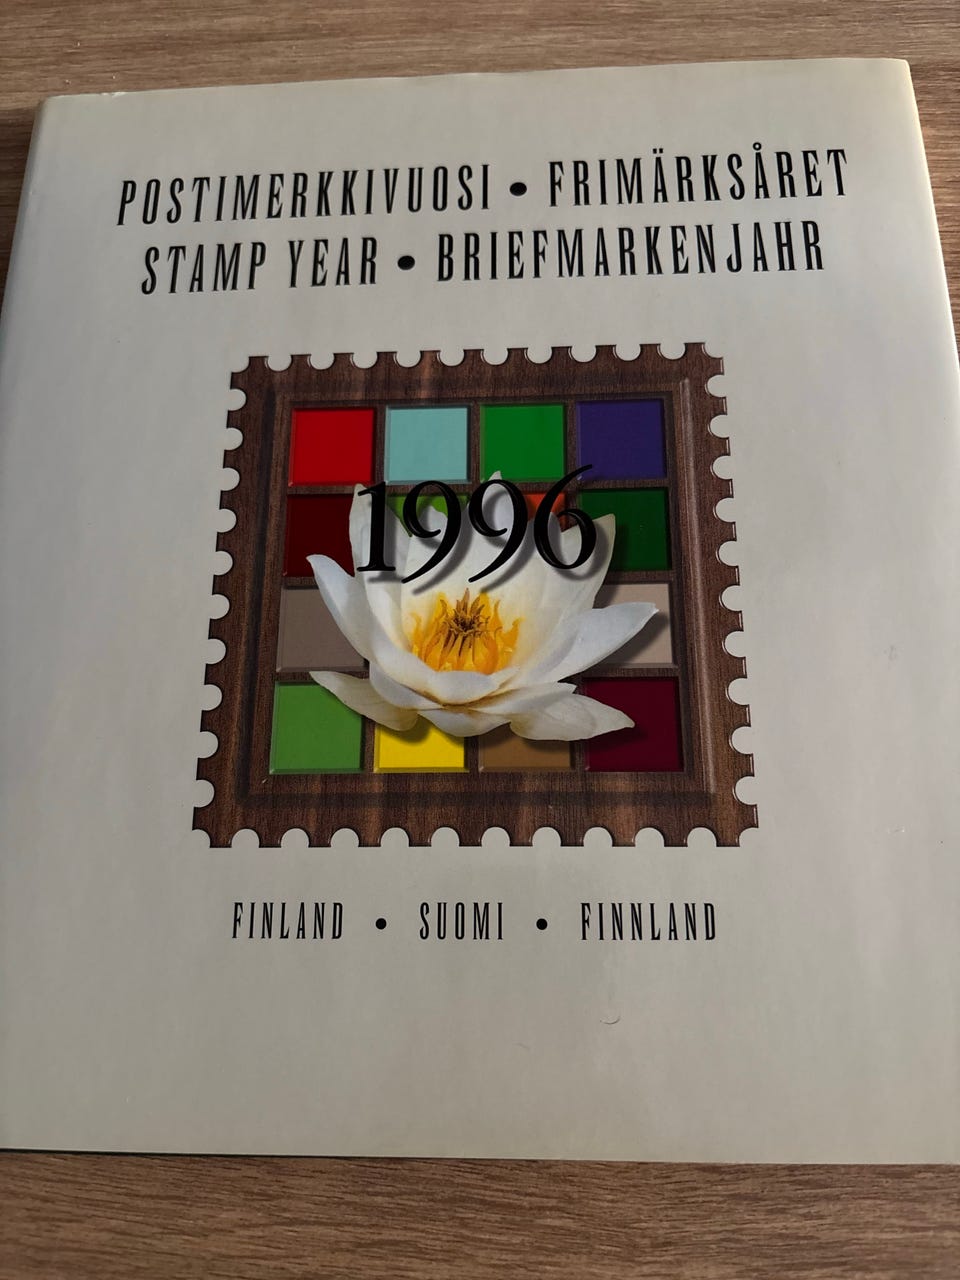 POSTIMERKKIVUOSI • FRIMÄRKSÅRET
STAMP YEAR • BRIEFMARKENJAHR
1996
FINLAND • SUOMI • FINNLAND